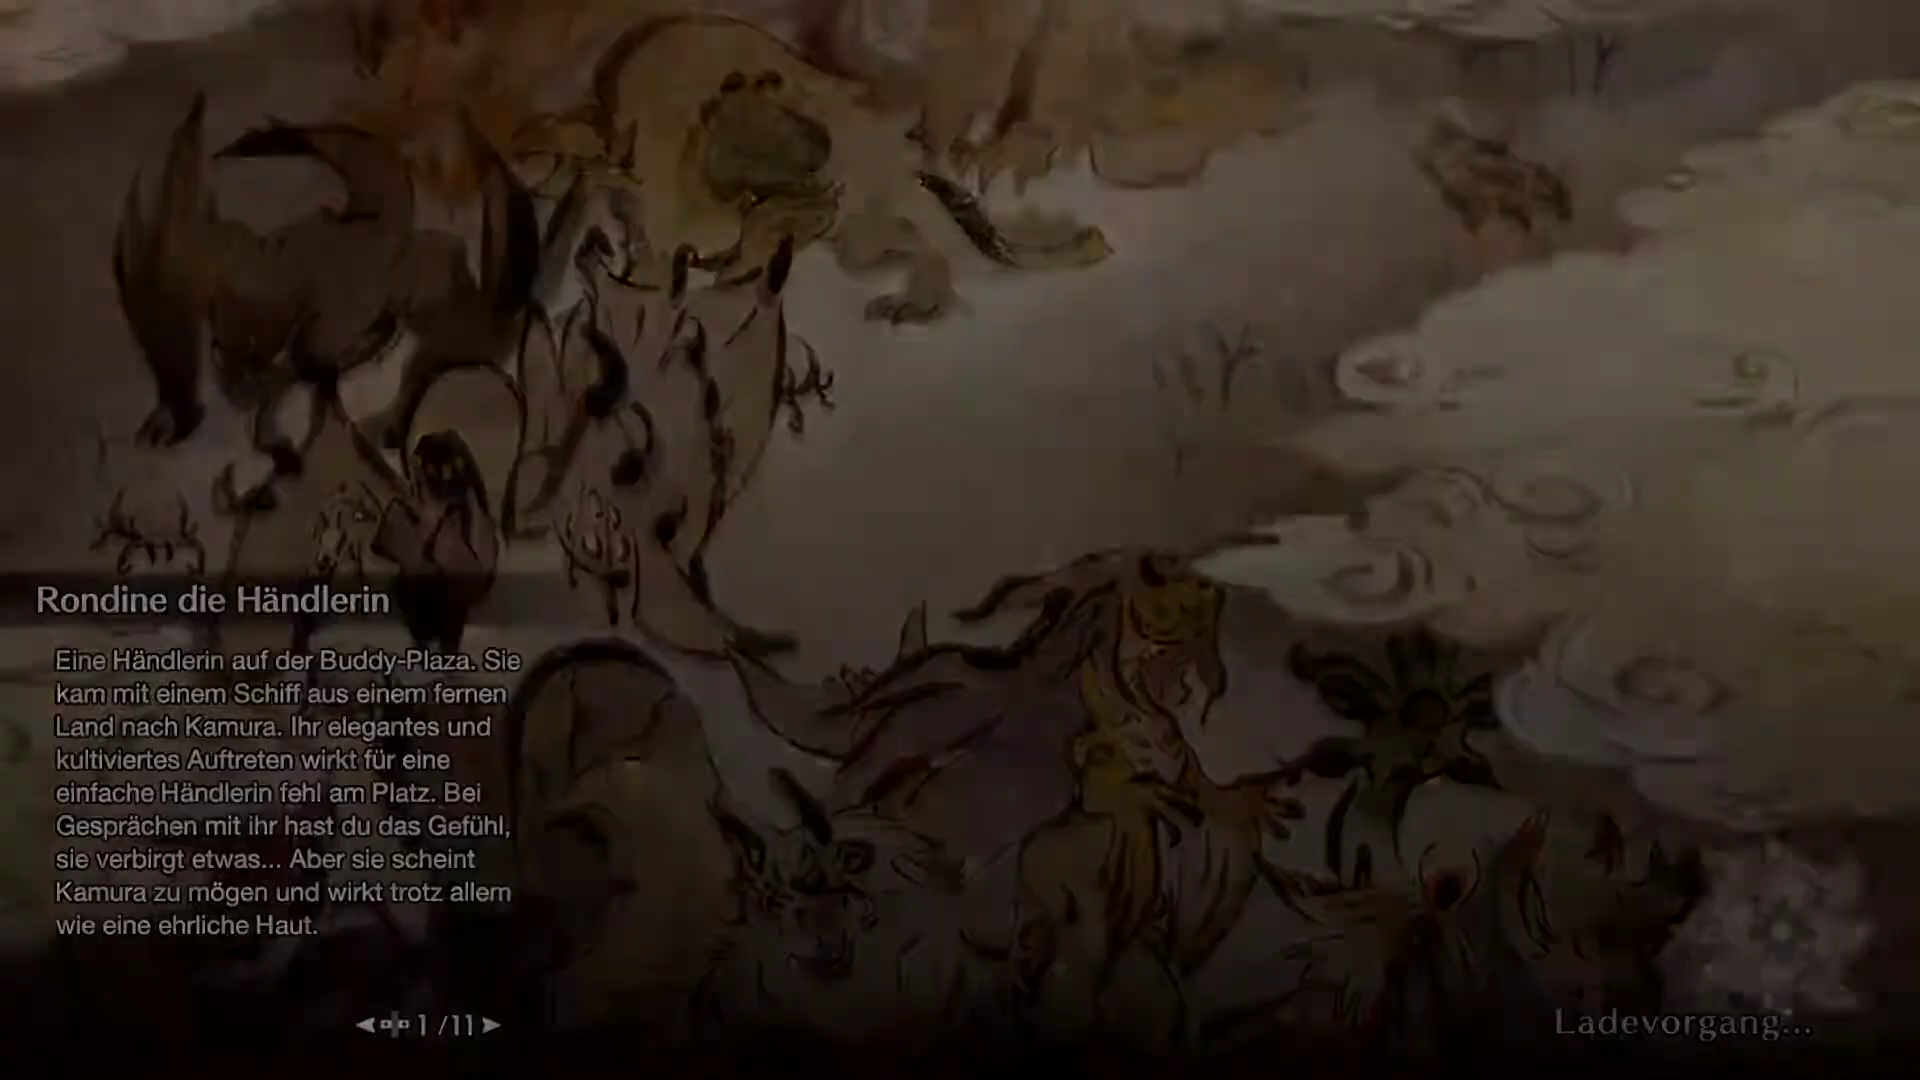 Rondine die Händlerin
Eine Händlerin auf der Buddy-Plaza. Sie
kam mit einem Schiff aus einem fernen
Land nach Kamura. Ihr elegantes und
kultiviertes Auftreten wirkt für eine
einfache Händlerin fehl am Platz. Bei
Gesprächen mit ihr hast du das Gefühl,
sie verbirgt etwas... Aber sie scheint
Kamura zu mögen und wirkt trotz allem
wie eine ehrliche Haut.
1 / 11
Ladevorgang...